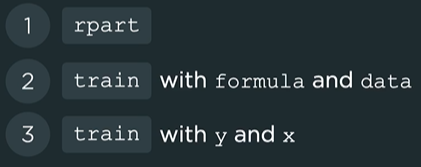 1 rpart
2 train with formula and data
3 train with y and x